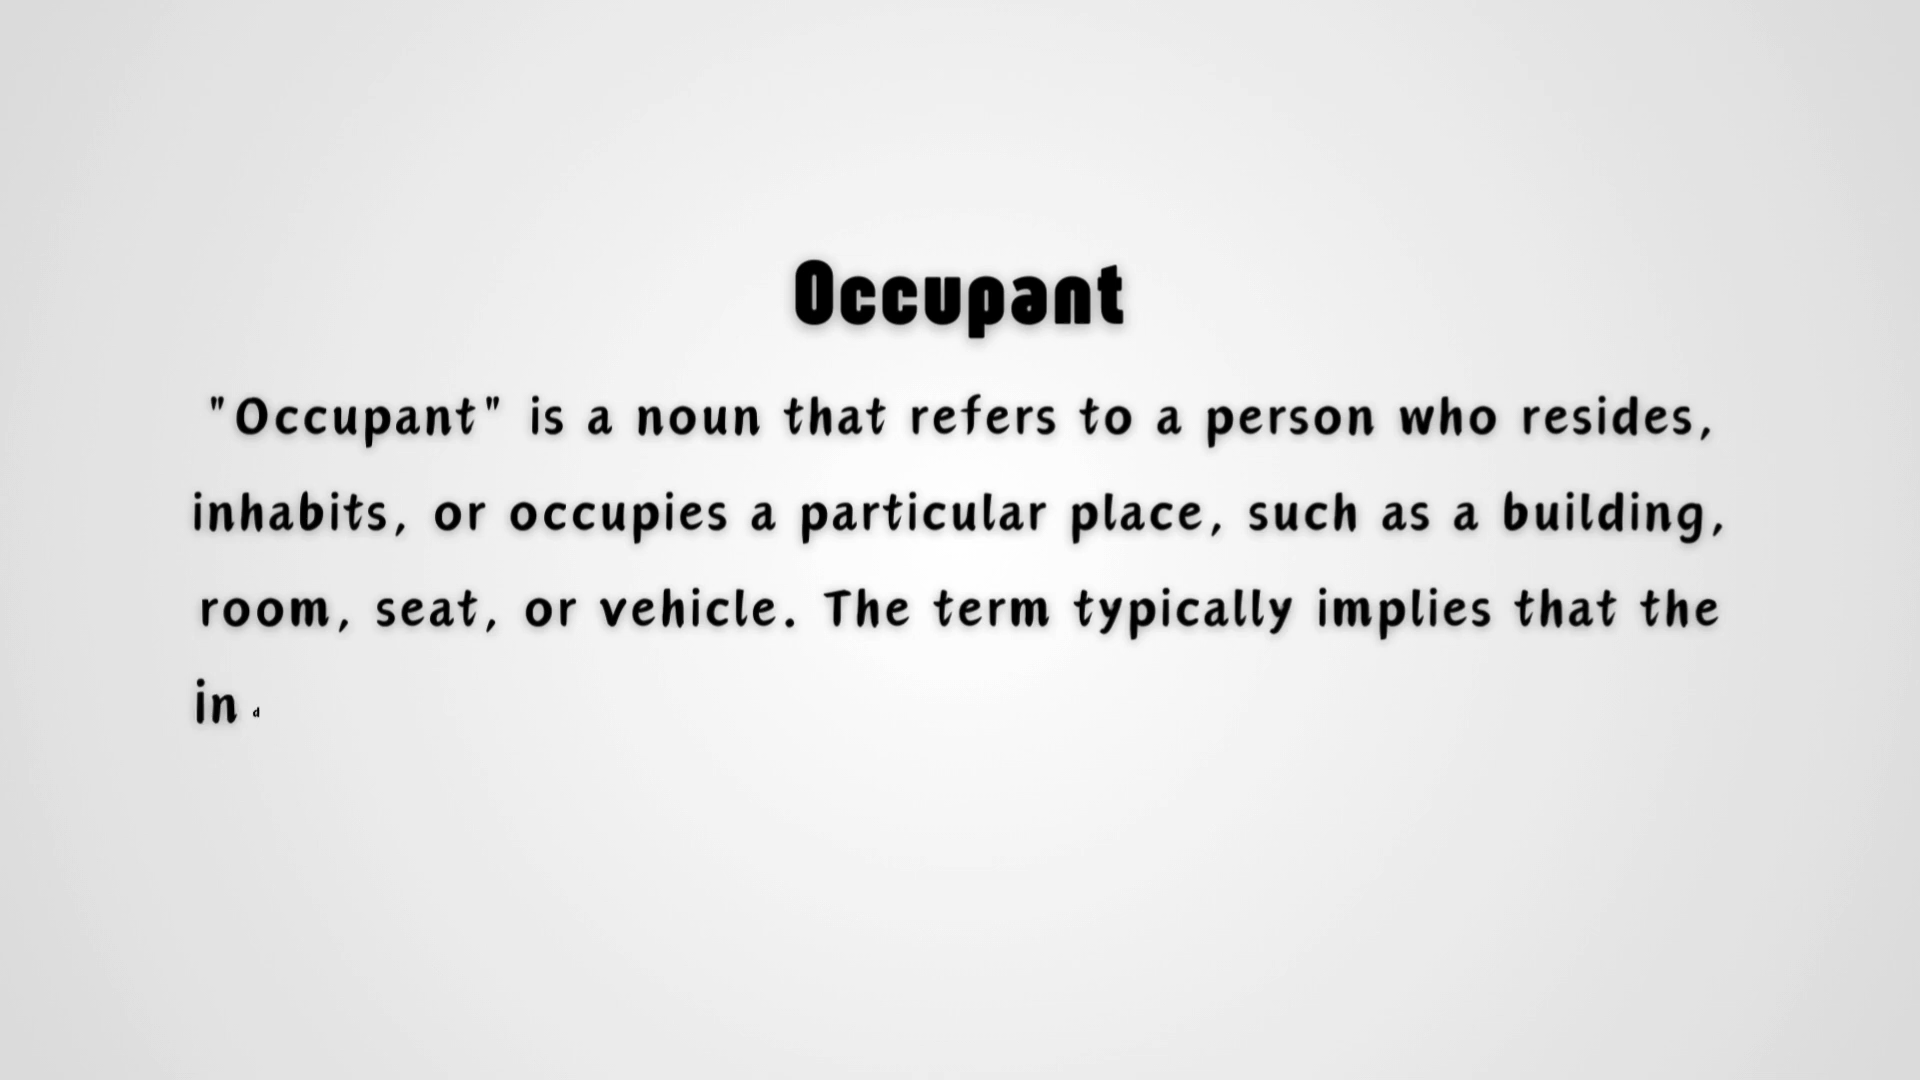 Occupant
"Occupant" is a noun that refers to a person who resides,
inhabits, or occupies a particular place, such as a building,
room, seat, or vehicle. The term typically implies that the
ind